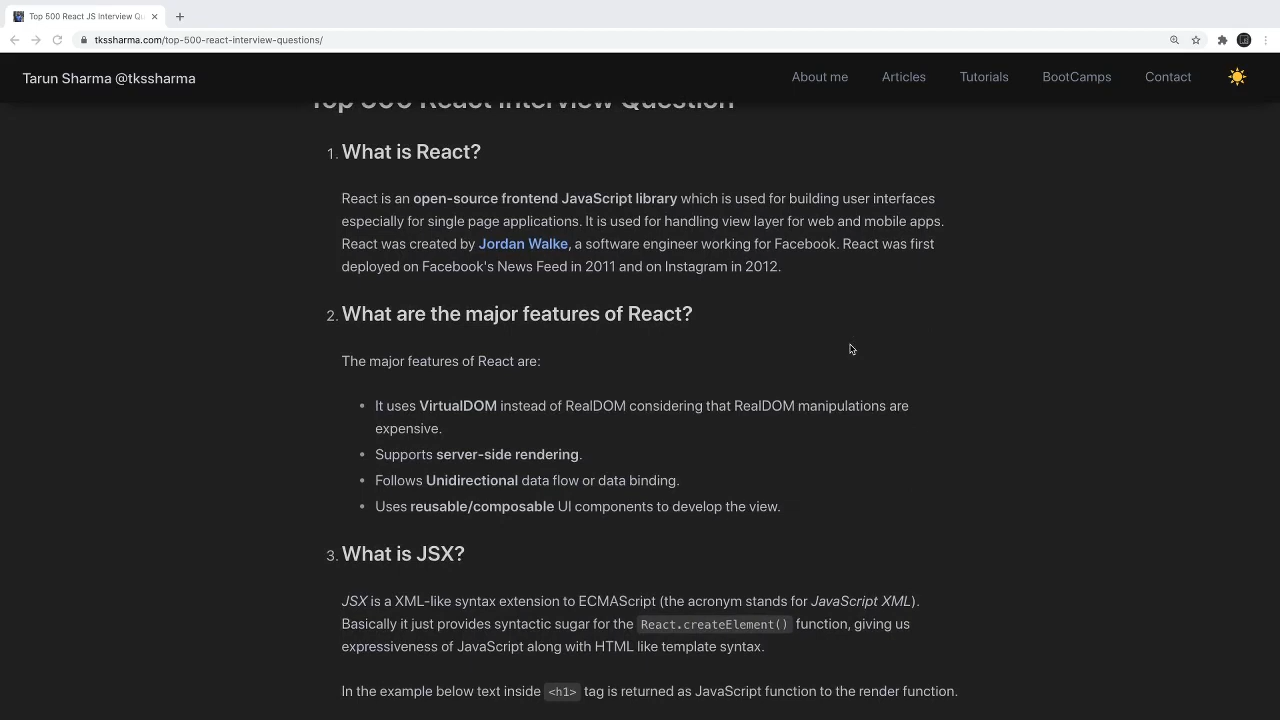 Top 500 React JS Interview Qu
tkssharma.com/top-500-react-interview-questions/
Tarun Sharma @tkssharma
About me
Articles
Tutorials
BootCamps
Contact
Top 500 React Interview Question
1. What is React?
React is an open-source frontend JavaScript library which is used for building user interfaces
especially for single page applications. It is used for handling view layer for web and mobile apps.
React was created by Jordan Walke, a software engineer working for Facebook. React was first
deployed on Facebook's News Feed in 2011 and on Instagram in 2012.
2. What are the major features of React?
The major features of React are:
• It uses VirtualDOM instead of RealDOM considering that RealDOM manipulations are
expensive.
• Supports server-side rendering.
• Follows Unidirectional data flow or data binding.
• Uses reusable/composable UI components to develop the view.
3. What is JSX?
JSX is a XML-like syntax extension to ECMAScript (the acronym stands for JavaScript XML).
Basically it just provides syntactic sugar for the React.createElement() function, giving us
expressiveness of JavaScript along with HTML like template syntax.
In the example below text inside <h1> tag is returned as JavaScript function to the render function.